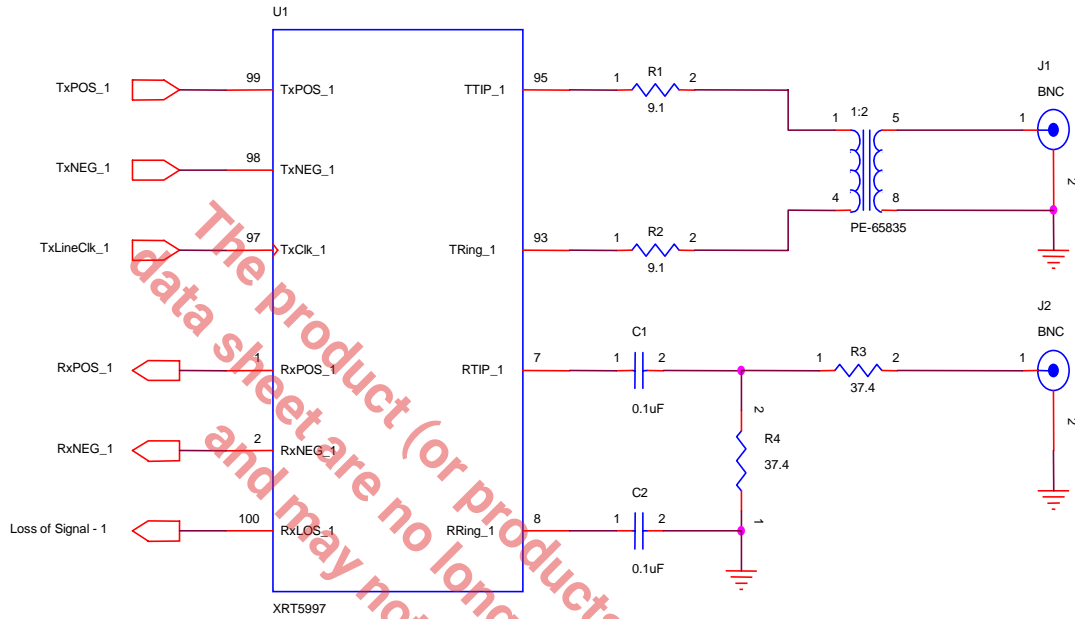 U1
TxPOS_1
99
TxPOS_1
TTIP_1
95
1
R1
2
9.1
1:2
1
5
4
8
PE-65835
J1
BNC
1
2
TxNEG_1
98
TxNEG_1
TxLineClk_1
97
TxClk_1
TRing_1
93
1
R2
2
9.1
RxPOS_1
1
RxPOS_1
RTIP_1
7
C1
1
2
0.1uF
1
R3
2
37.4
J2
BNC
1
2
RxNEG_1
2
RxNEG_1
2
R4
37.4
1
Loss of Signal - 1
100
RxLOS_1
RRing_1
8
C2
1
2
0.1uF
XRT5997
The product (or products
data sheet are no long
and may not